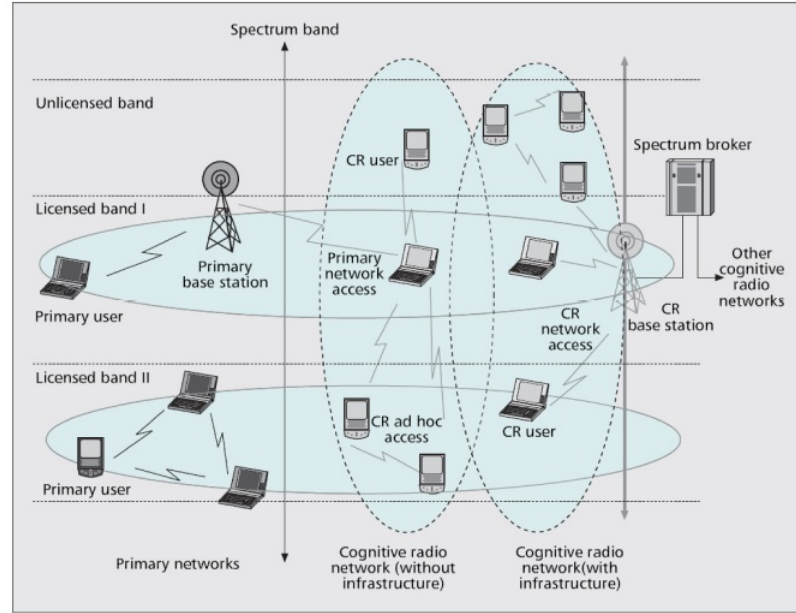 Spectrum band
Unlicensed band
CR user
Spectrum broker
Licensed band I
Primary
base station
Primary
network
access
Other
cognitive
radio
networks
Primary user
CR
network
access
CR
base station
Licensed band II
CR ad hoc
access
CR user
Primary user
Primary networks
Cognitive radio
network (without
infrastructure)
Cognitive radio
network(with
infrastructure)